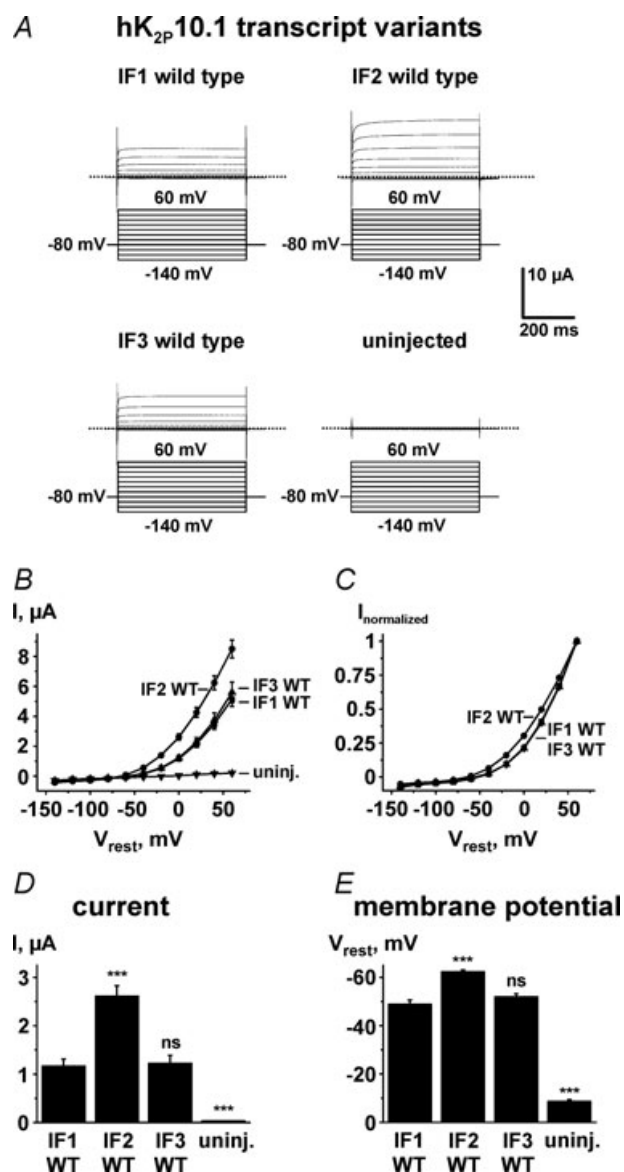 A hK2P10.1 transcript variants
IF1 wild type IF2 wild type
60 mV 60 mV
-80 mV -80 mV
-140 mV -140 mV
10 µA
200 ms
IF3 wild type uninjected
60 mV 60 mV
-80 mV -80 mV
-140 mV -140 mV
B
I, µA
8
6
4
2
0
IF2 WT
IF3 WT
IF1 WT
uninj.
-150 -100 -50 0 50
Vrest, mV
C
Inormalized
1
0.75
0.50
0.25
0
IF2 WT
IF1 WT
IF3 WT
-150 -100 -50 0 50
Vrest, mV
D current
I, µA
3
2
1
0
***
ns
***
IF1 WT
IF2 WT
IF3 WT
uninj.
E membrane potential
Vrest, mV
-60
-40
-20
0
***
ns
***
IF1 WT
IF2 WT
IF3 WT
uninj.